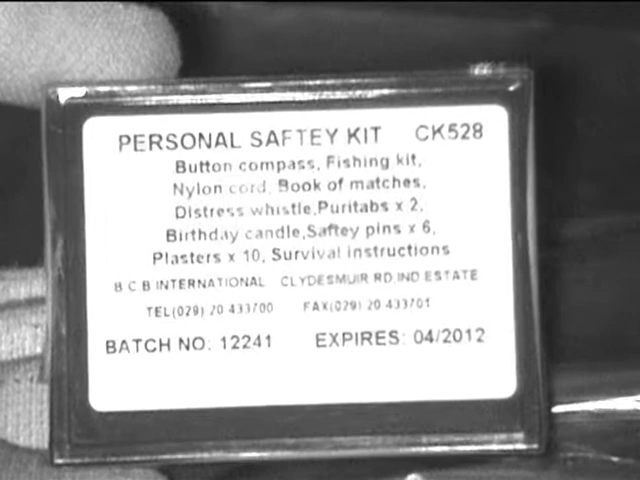 PERSONAL SAFTEY KIT CK528
Button compass, Fishing kit,
Nylon cord, Book of matches,
Distress whistle,Puritabs x 2,
Birthday candle,Saftey pins x 6,
Plasters x 10, Survival instructions
B C B INTERNATIONAL CLYDESMUIR RD IND ESTATE
TEL(029) 20 433700 FAX(029) 20 433701
BATCH NO: 12241 EXPIRES: 04/2012